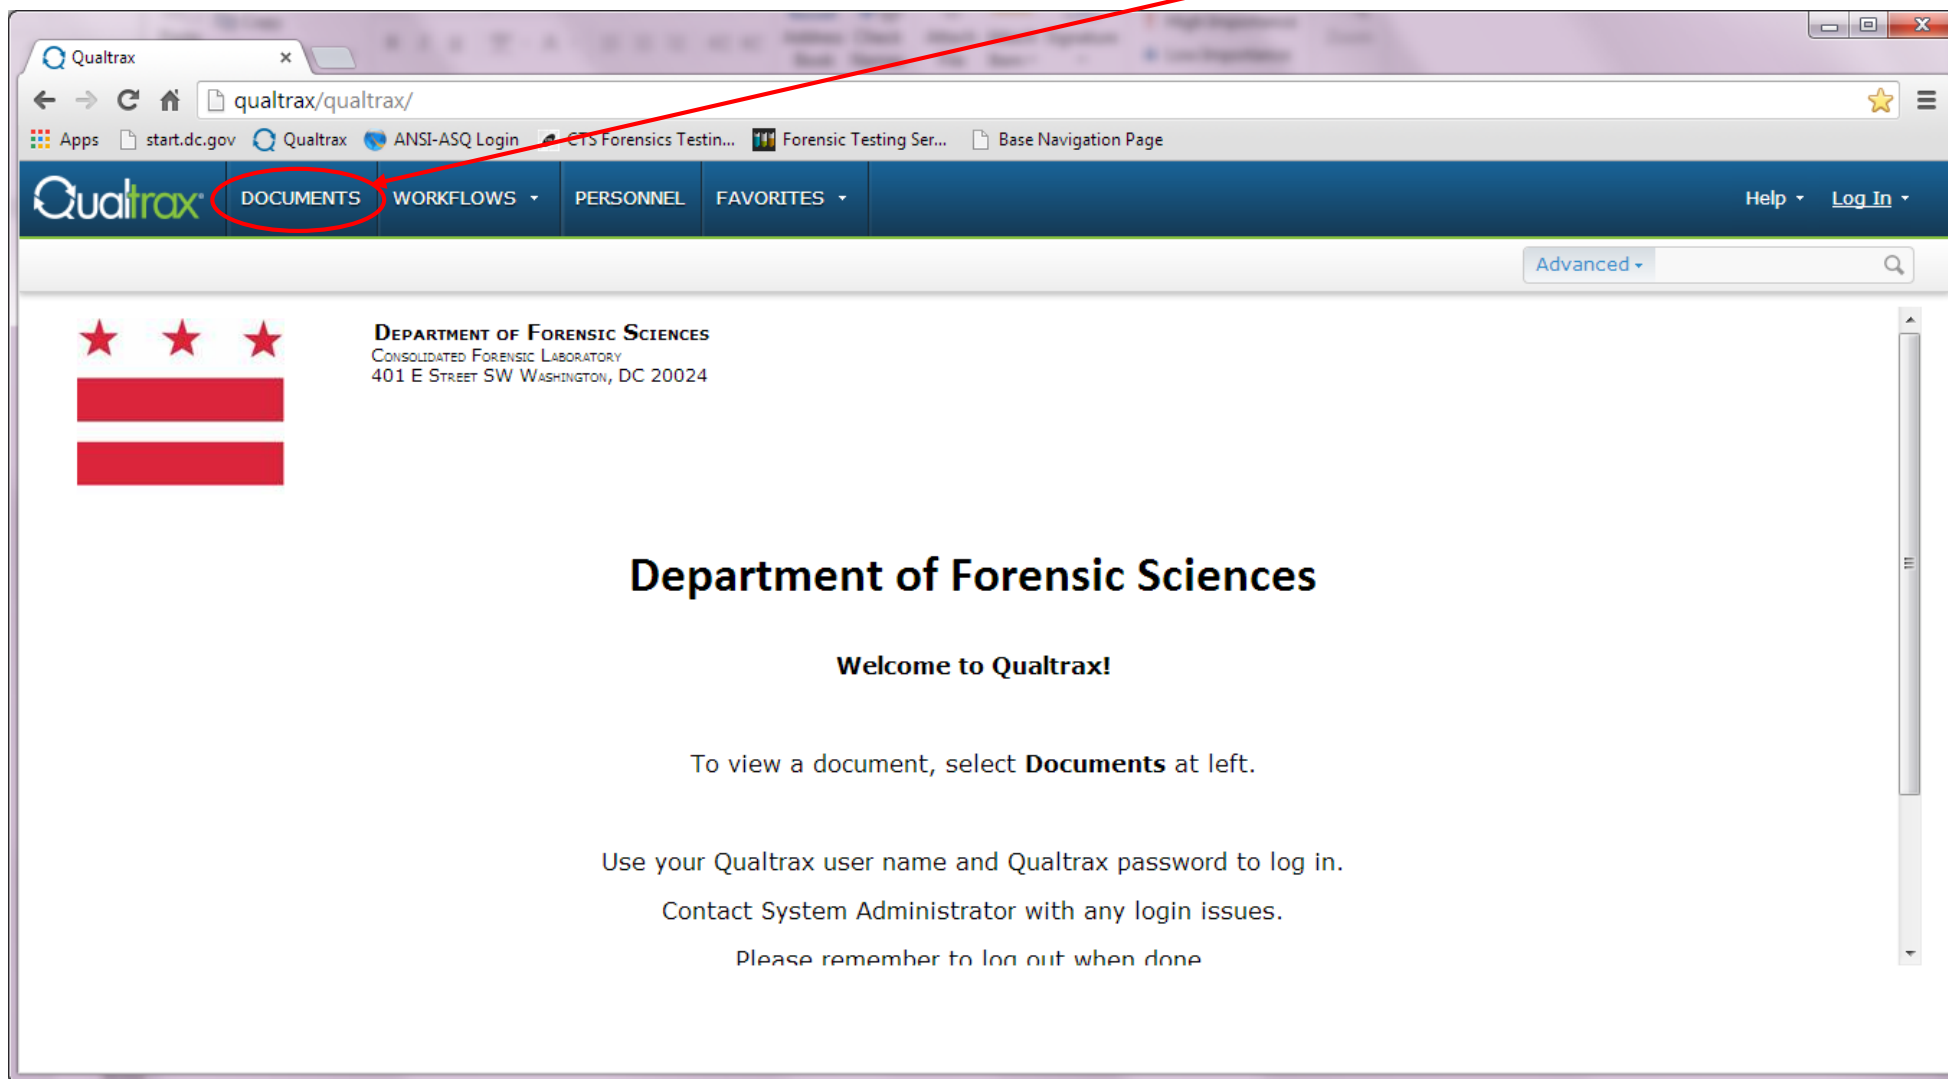 Qualtrax
qualtrax/qualtrax/
Apps start.dc.gov Qualtrax ANSI-ASQ Login CTS Forensics Testin... Forensic Testing Ser... Base Navigation Page
Qualtrax DOCUMENTS WORKFLOWS PERSONNEL FAVORITES Help Log In
Advanced
DEPARTMENT OF FORENSIC SCIENCES
CONSOLIDATED FORENSIC LABORATORY
401 E STREET SW WASHINGTON, DC 20024
Department of Forensic Sciences
Welcome to Qualtrax!
To view a document, select Documents at left.
Use your Qualtrax user name and Qualtrax password to log in.
Contact System Administrator with any login issues.
Please remember to log out when done